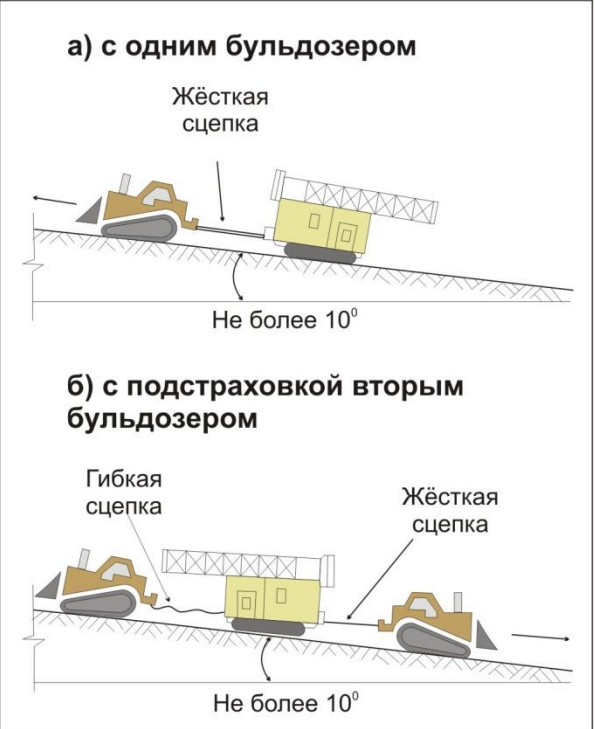 а) с одним бульдозером
Жёсткая
сцепка
Не более 10⁰
б) с подстраховкой вторым
бульдозером
Гибкая
сцепка
Жёсткая
сцепка
Не более 10⁰